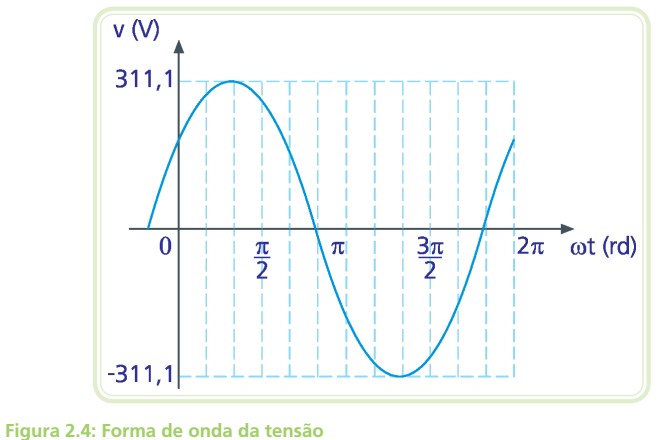 v (V)
311,1
0
π/2
π
3π/2
2π
ωt (rd)
-311,1
Figura 2.4: Forma de onda da tensão